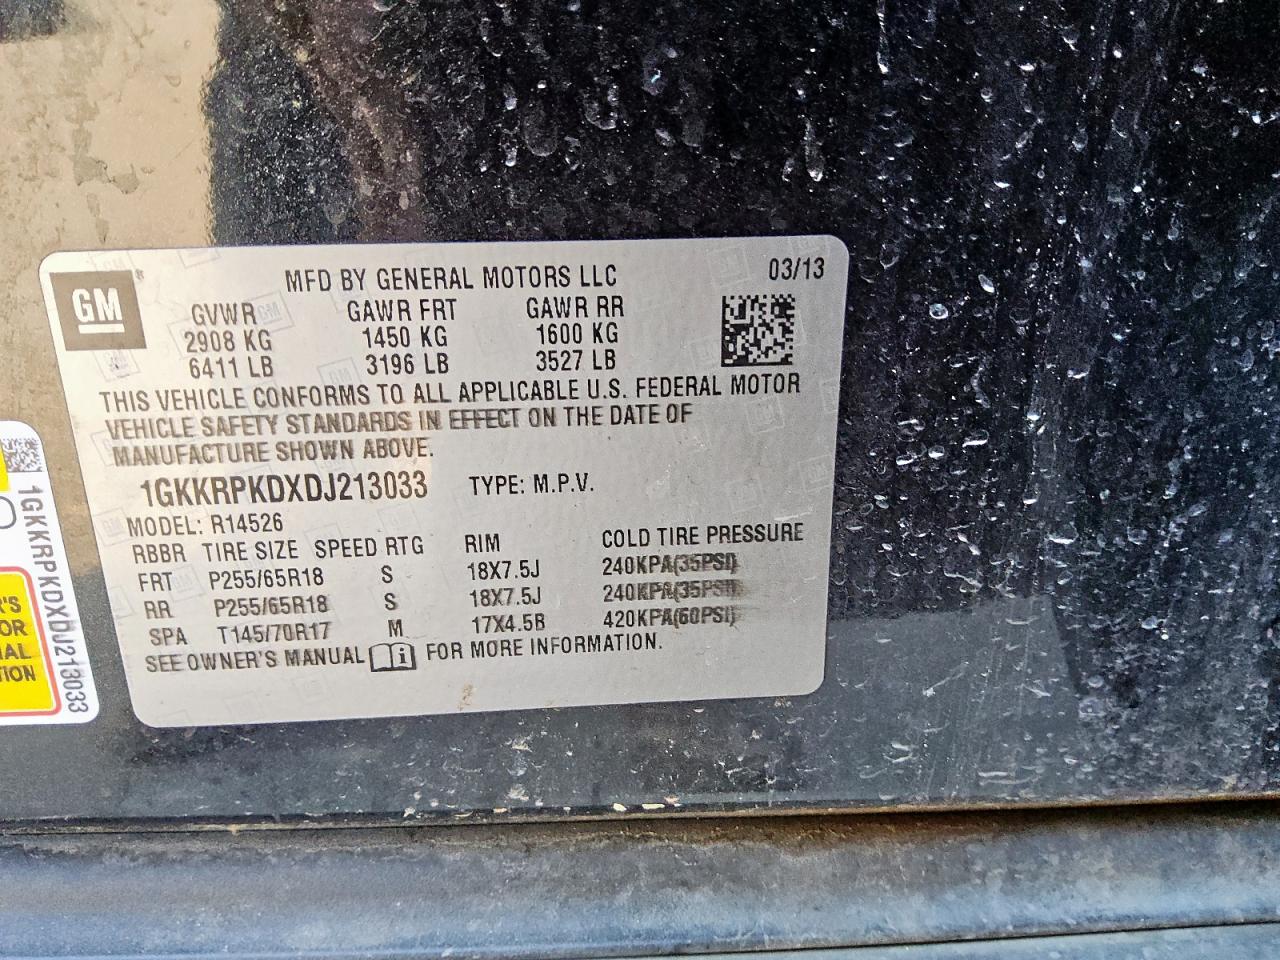 GM
MFD BY GENERAL MOTORS LLC
03/13
GVWR GAWR FRT GAWR RR
2908 KG 1450 KG 1600 KG
6411 LB 3196 LB 3527 LB
THIS VEHICLE CONFORMS TO ALL APPLICABLE U.S. FEDERAL MOTOR
VEHICLE SAFETY STANDARDS IN EFFECT ON THE DATE OF
MANUFACTURE SHOWN ABOVE.
1GKKRPKDXDJ213033 TYPE: M.P.V.
MODEL: R14526
RBBR TIRE SIZE SPEED RTG RIM COLD TIRE PRESSURE
FRT P255/65R18 S 18X7.5J 240KPA(35PSI)
RR P255/65R18 S 18X7.5J 240KPA(35PSI)
SPA T145/70R17 M 17X4.5B 420KPA(60PSI)
SEE OWNER'S MANUAL FOR MORE INFORMATION.
1GKKRPKDXDJ213033